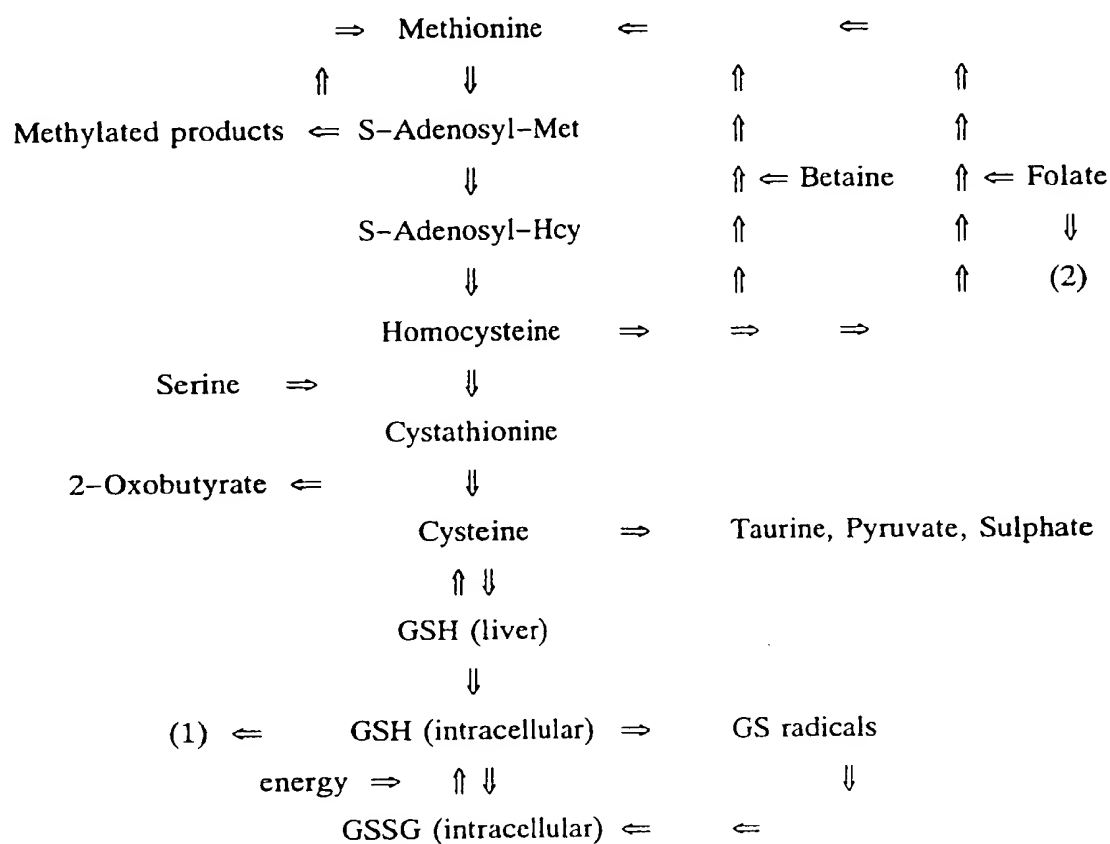 ⇒ Methionine ⇐ ⇐
⇑ ⇓ ⇑ ⇑
Methylated products ⇐ S-Adenosyl-Met ⇑ ⇑
⇓ ⇑ ⇐ Betaine ⇑ ⇐ Folate
S-Adenosyl-Hcy ⇑ ⇑ ⇓
⇓ ⇑ ⇑ (2)
Homocysteine ⇒ ⇒ ⇒
Serine ⇒ ⇓
Cystathionine
2-Oxobutyrate ⇐ ⇓
Cysteine ⇒ Taurine, Pyruvate, Sulphate
⇑ ⇓
GSH (liver)
⇓
(1) ⇐ GSH (intracellular) ⇒ GS radicals
energy ⇒ ⇑ ⇓ ⇓
GSSG (intracellular) ⇐ ⇐